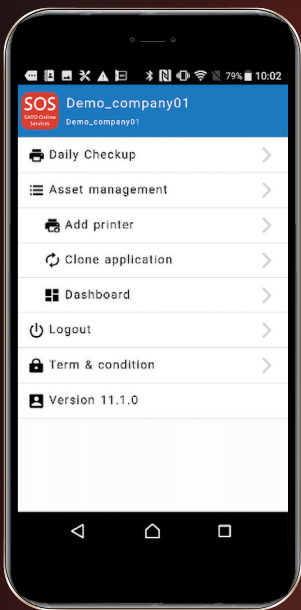 79% 10:02
SOS
SATO Online
Services
Demo_company01
Demo_company01
Daily Checkup
Asset management
Add printer
Clone application
Dashboard
Logout
Term & condition
Version 11.1.0